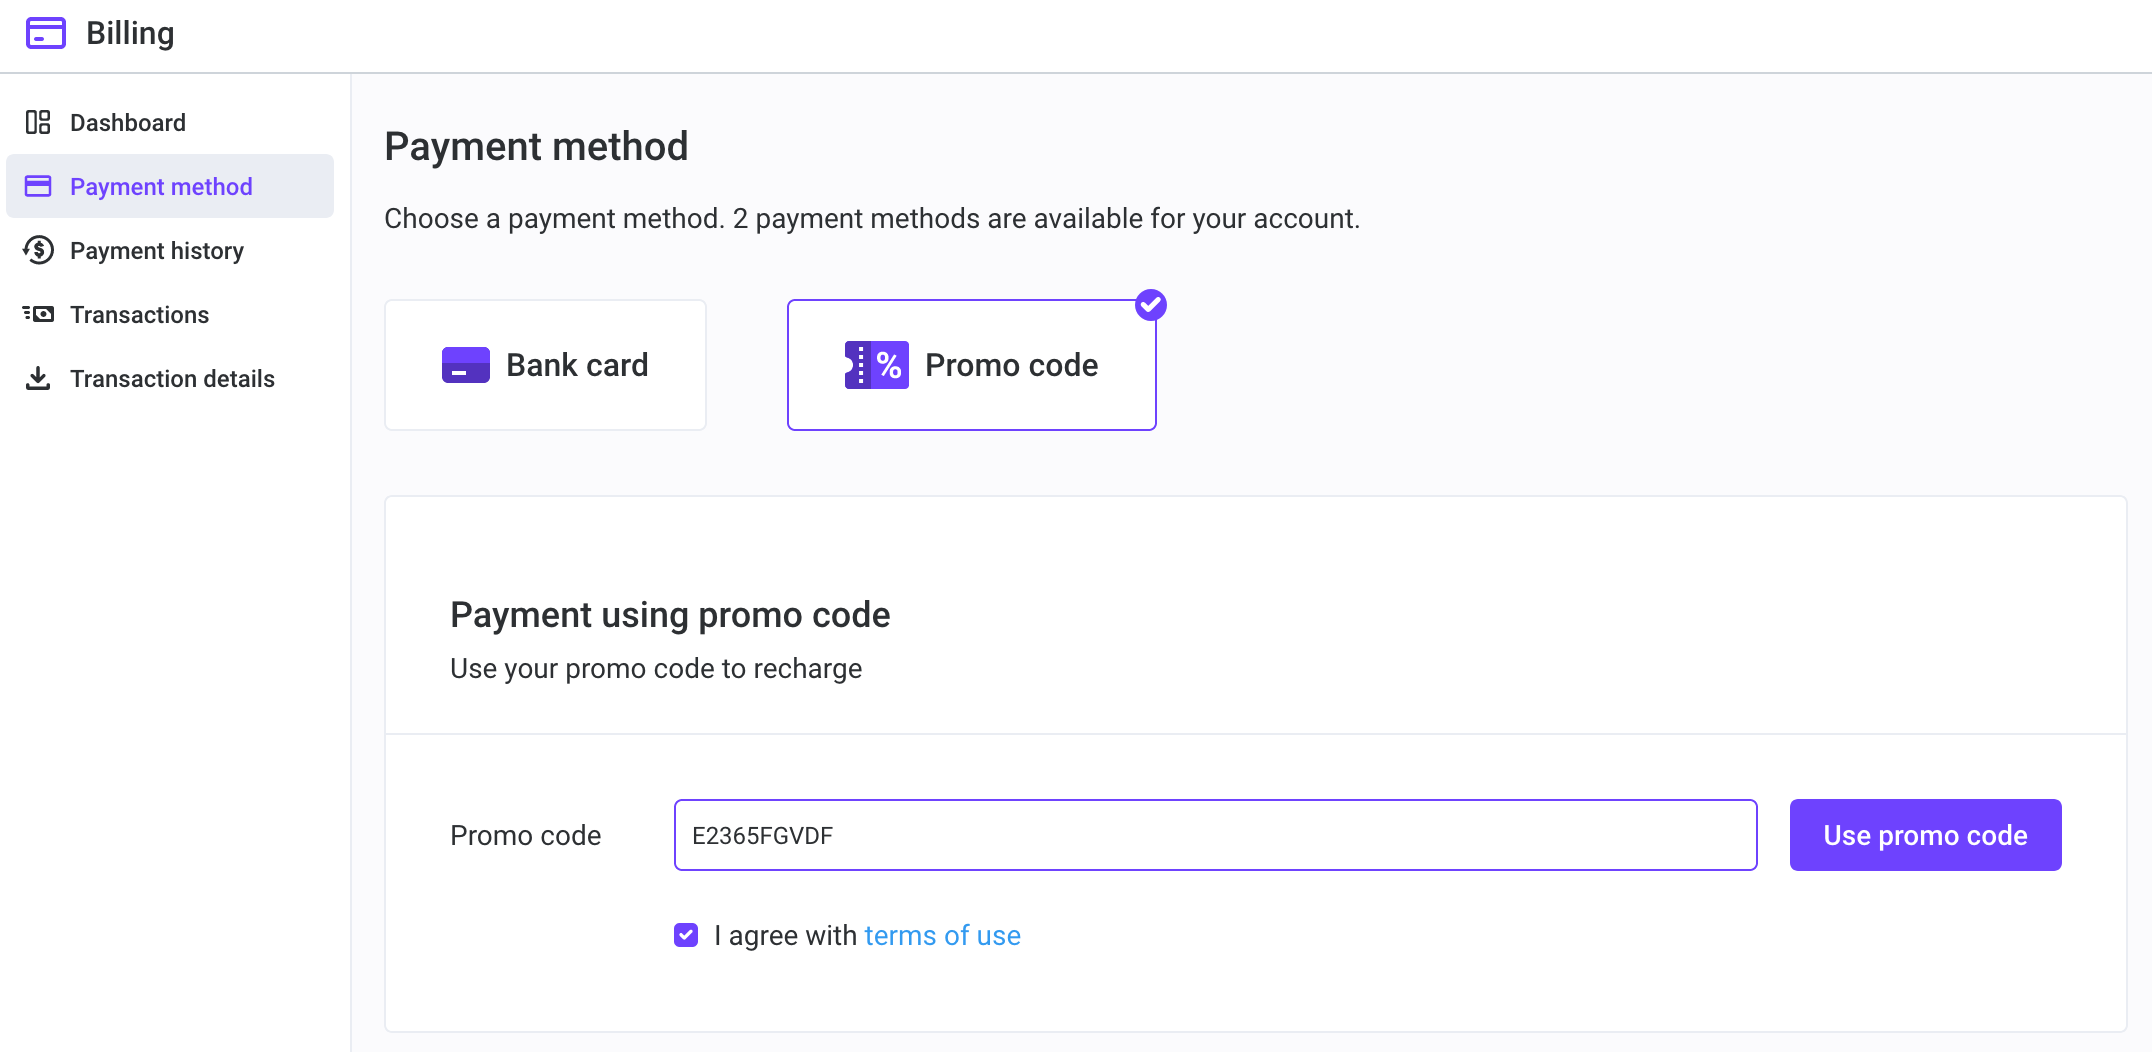 Billing
Dashboard
Payment method
Payment history
Transactions
Transaction details
Payment method
Choose a payment method. 2 payment methods are available for your account.
Bank card
% Promo code
Payment using promo code
Use your promo code to recharge
Promo code
E2365FGVDF
Use promo code
I agree with terms of use